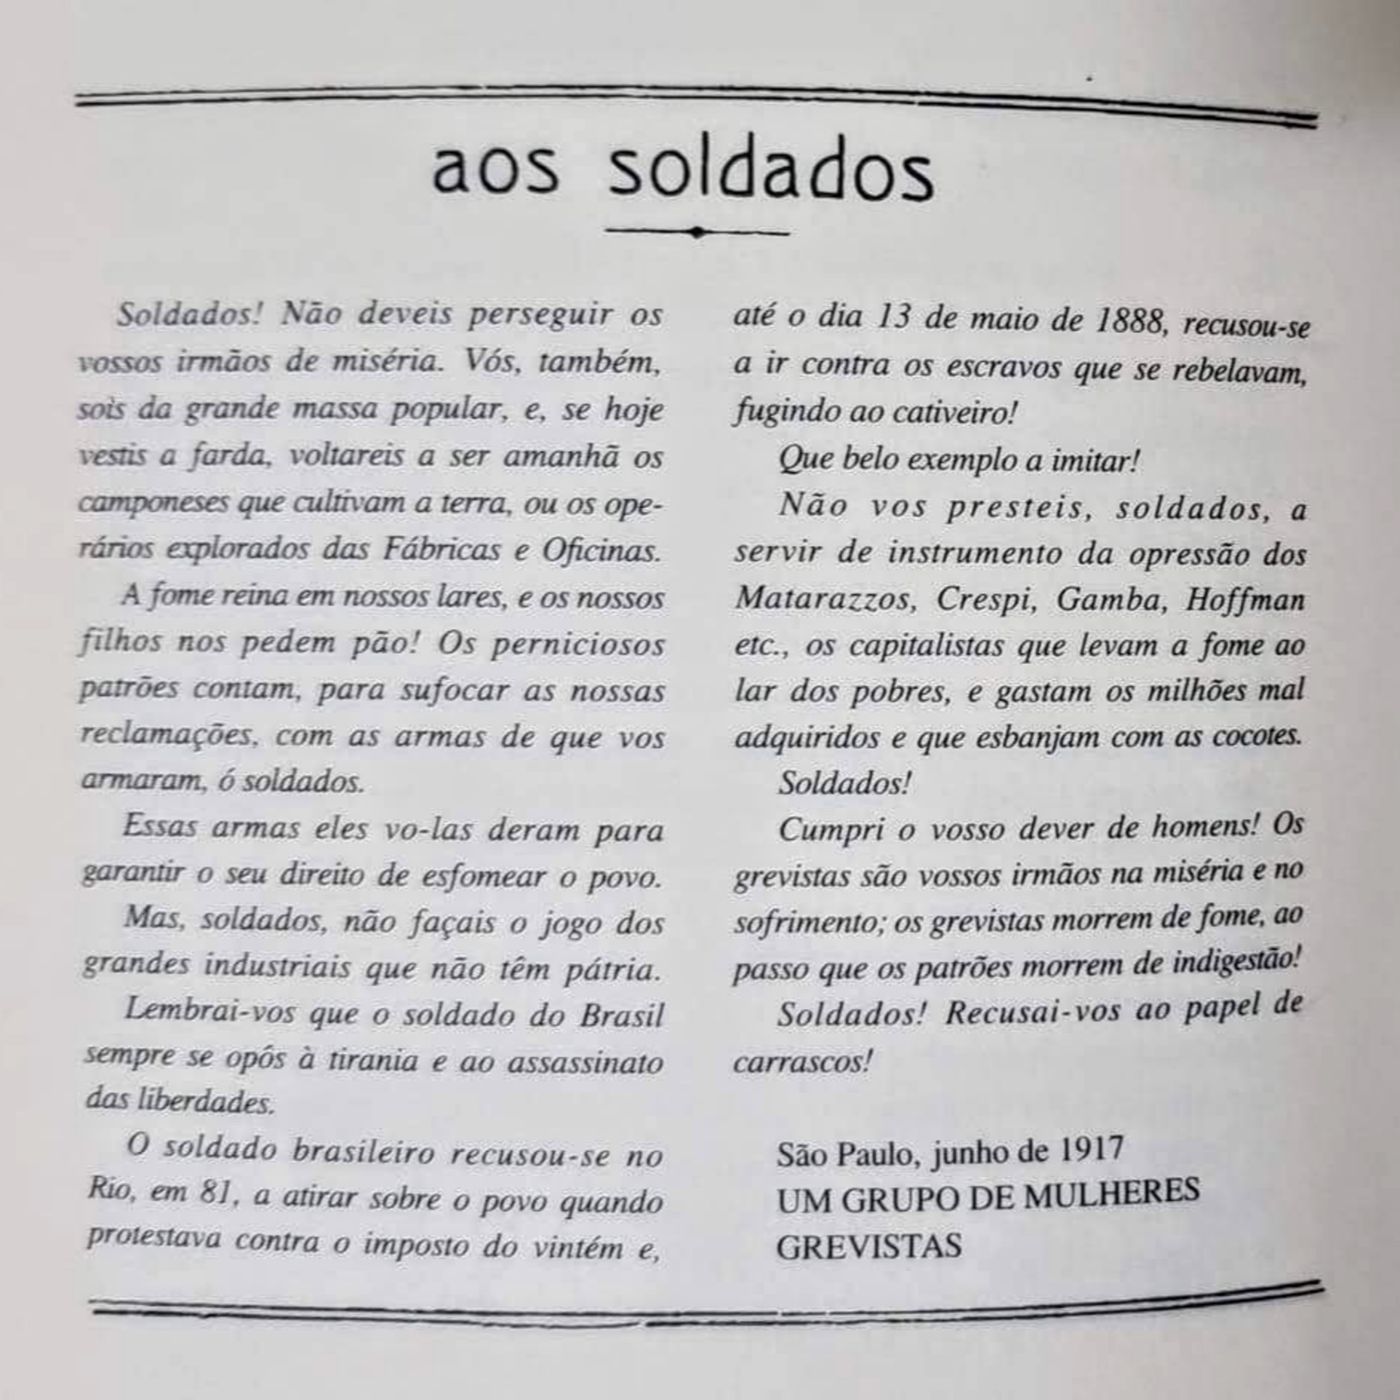 aos soldados
Soldados! Não deveis perseguir os
vossos irmãos de miséria. Vós, também,
sois da grande massa popular, e, se hoje
vestis a farda, voltareis a ser amanhã os
camponeses que cultivam a terra, ou os ope-
rários explorados das Fábricas e Oficinas.
A fome reina em nossos lares, e os nossos
filhos nos pedem pão! Os perniciosos
patrões contam, para sufocar as nossas
reclamações, com as armas de que vos
armaram, ó soldados.
Essas armas eles vo-las deram para
garantir o seu direito de esfomear o povo.
Mas, soldados, não façais o jogo dos
grandes industriais que não têm pátria.
Lembrai-vos que o soldado do Brasil
sempre se opôs à tirania e ao assassinato
das liberdades.
O soldado brasileiro recusou-se no
Rio, em 81, a atirar sobre o povo quando
protestava contra o imposto do vintém e,
até o dia 13 de maio de 1888, recusou-se
a ir contra os escravos que se rebelavam,
fugindo ao cativeiro!
Que belo exemplo a imitar!
Não vos presteis, soldados, a
servir de instrumento da opressão dos
Matarazzos, Crespi, Gamba, Hoffman
etc., os capitalistas que levam a fome ao
lar dos pobres, e gastam os milhões mal
adquiridos e que esbanjam com as cocotes.
Soldados!
Cumpri o vosso dever de homens! Os
grevistas são vossos irmãos na miséria e no
sofrimento; os grevistas morrem de fome, ao
passo que os patrões morrem de indigestão!
Soldados! Recusai-vos ao papel de
carrascos!
São Paulo, junho de 1917
UM GRUPO DE MULHERES
GREVISTAS